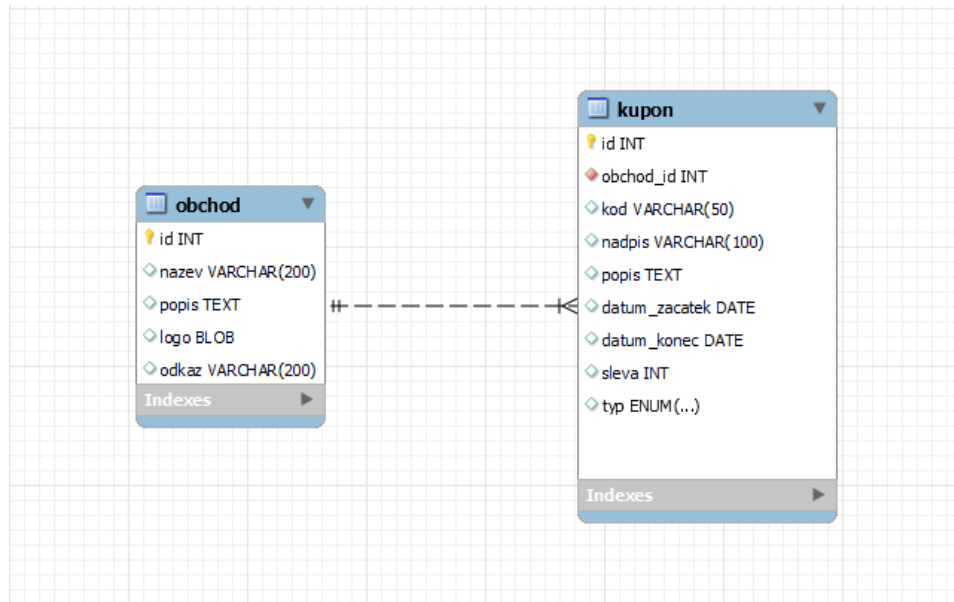 obchod
id INT
nazev VARCHAR(200)
popis TEXT
logo BLOB
odkaz VARCHAR(200)
Indexes
kupon
id INT
obchod_id INT
kod VARCHAR(50)
nadpis VARCHAR(100)
popis TEXT
datum_zacatek DATE
datum_konec DATE
sleva INT
typ ENUM(...)
Indexes